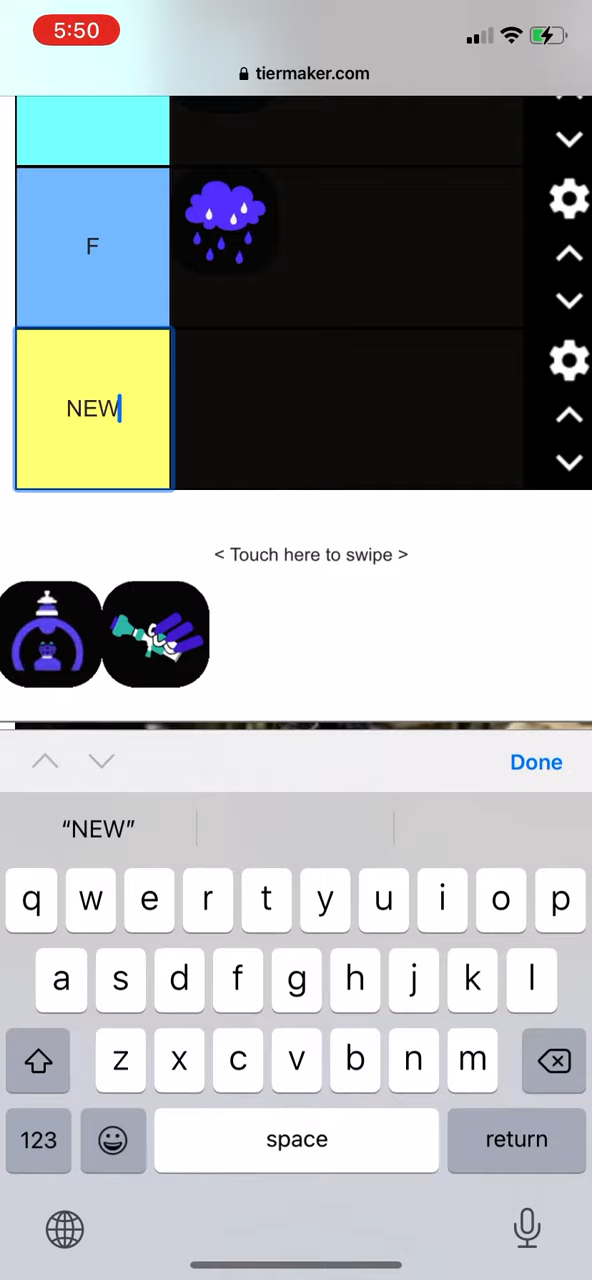 5:50
tiermaker.com
F
NEW
< Touch here to swipe >
Done
“NEW”
q w e r t y u i o p
a s d f g h j k l
z x c v b n m
123 space return